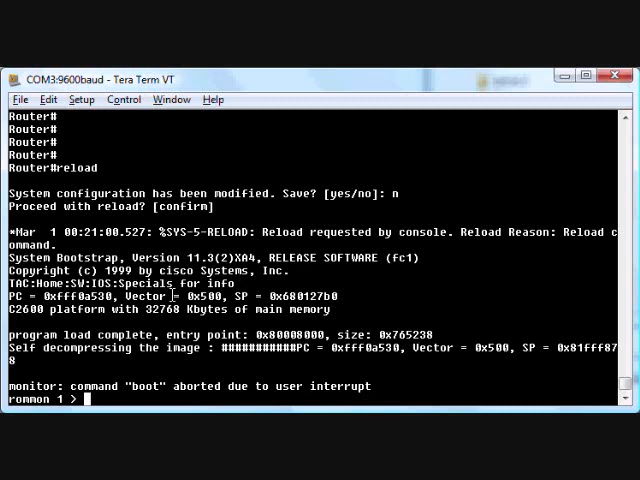 COM3:9600baud - Tera Term VT
File Edit Setup Control Window Help
Router#
Router#
Router#
Router#
Router#reload
System configuration has been modified. Save? [yes/no]: n
Proceed with reload? [confirm]
*Mar  1 00:21:00.527: %SYS-5-RELOAD: Reload requested by console. Reload Reason: Reload c
ommand.
System Bootstrap, Version 11.3(2)XA4, RELEASE SOFTWARE (fc1)
Copyright (c) 1999 by cisco Systems, Inc.
TAC:Home:SW:IOS:Specials for info
PC = 0xfff0a530, Vector = 0x500, SP = 0x680127b0
C2600 platform with 32768 Kbytes of main memory
program load complete, entry point: 0x80008000, size: 0x765238
Self decompressing the image : ###########PC = 0xfff0a530, Vector = 0x500, SP = 0x81fff87
8
monitor: command "boot" aborted due to user interrupt
rommon 1 >